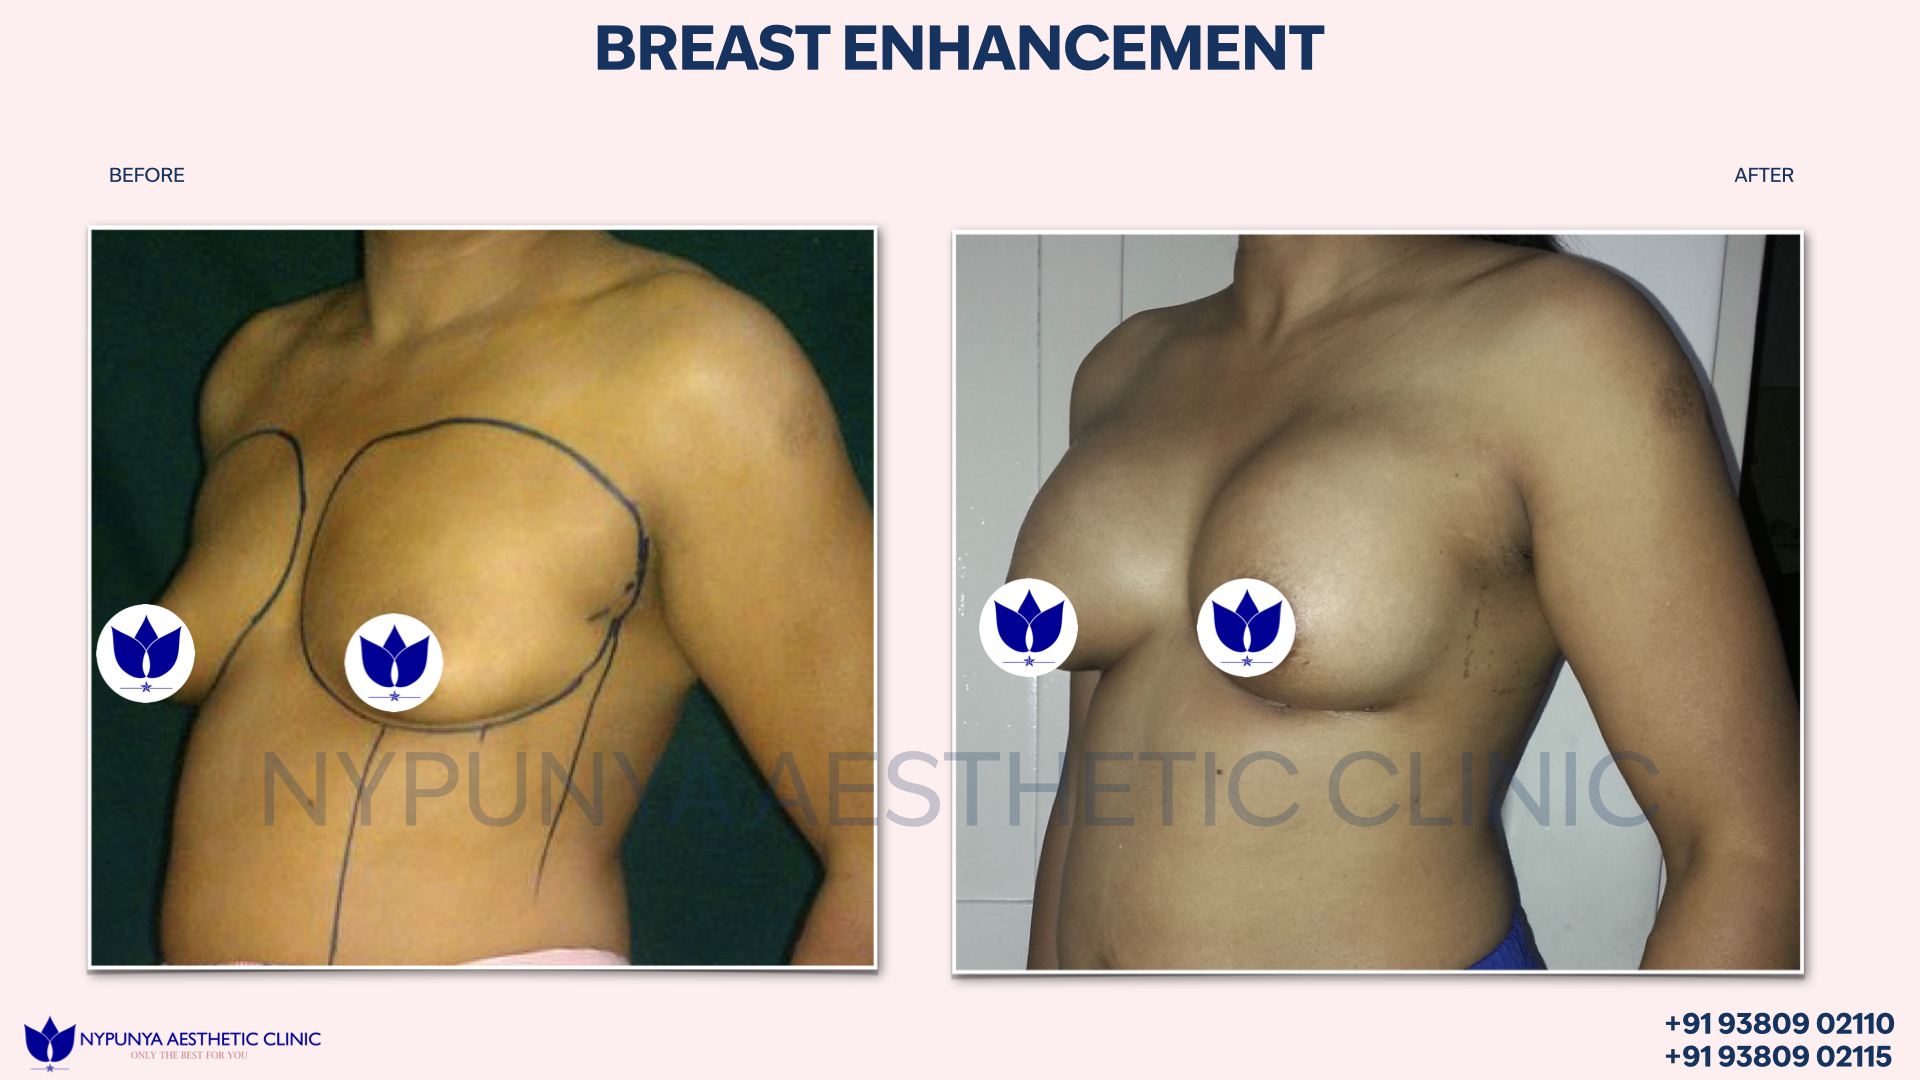 BREAST ENHANCEMENT
BEFORE
AFTER
NYPUNYA AESTHETIC CLINIC
NYPUNYA AESTHETIC CLINIC
ONLY THE BEST FOR YOU
+91 93809 02110
+91 93809 02115